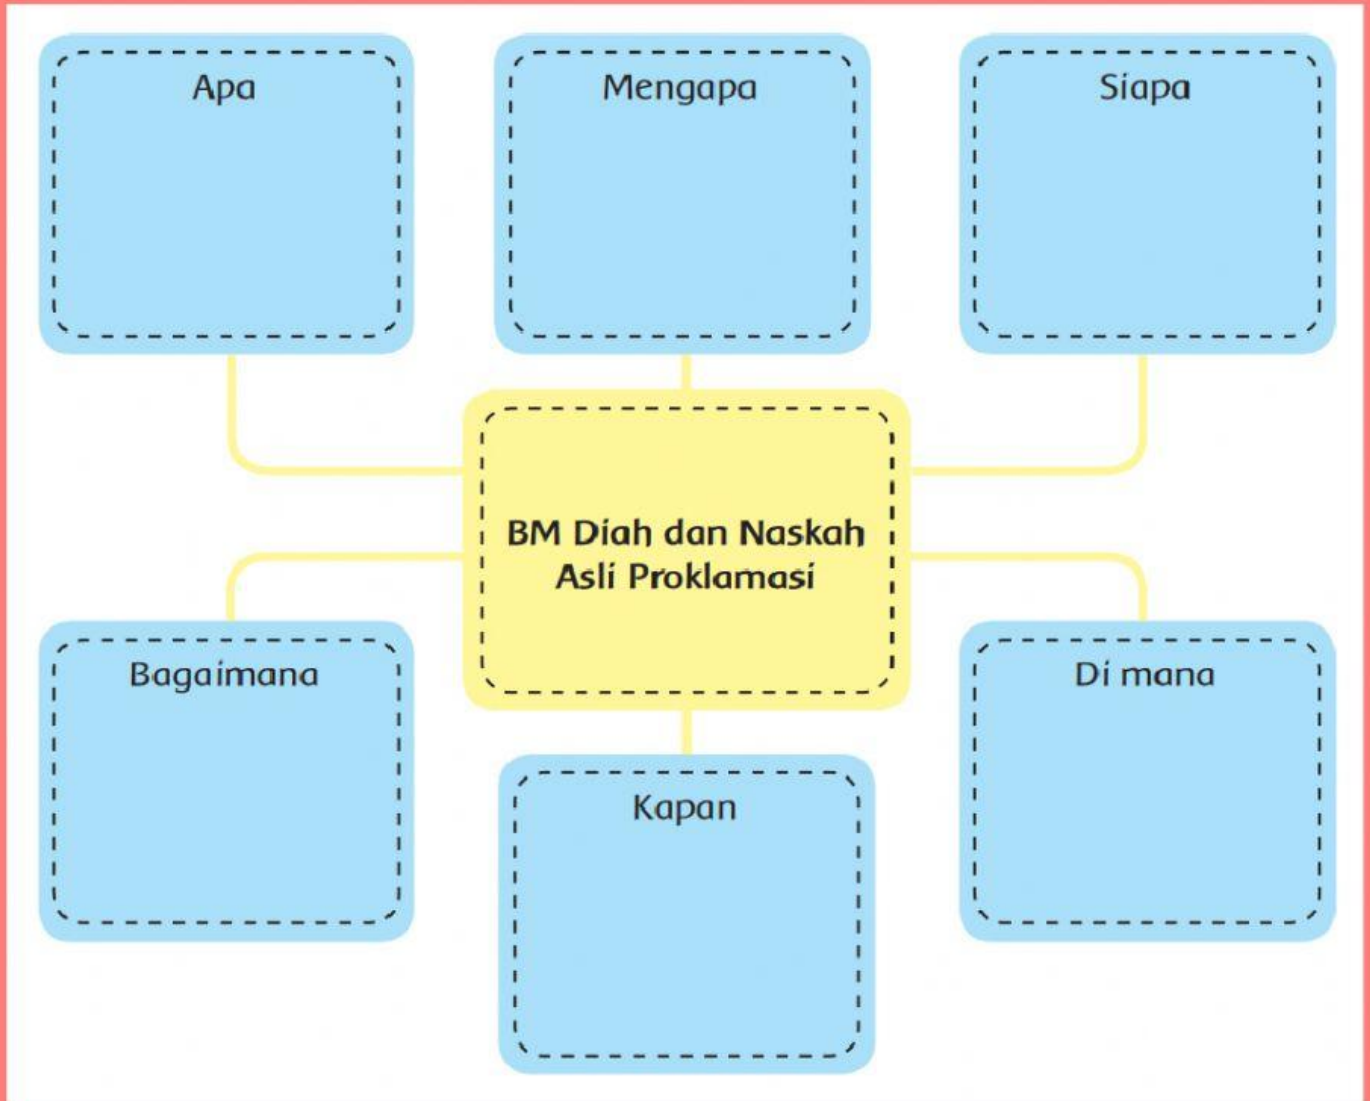 Apa
Mengapa
Siapa
BM Diah dan Naskah
Asli Proklamasi
Bagaimana
Di mana
Kapan